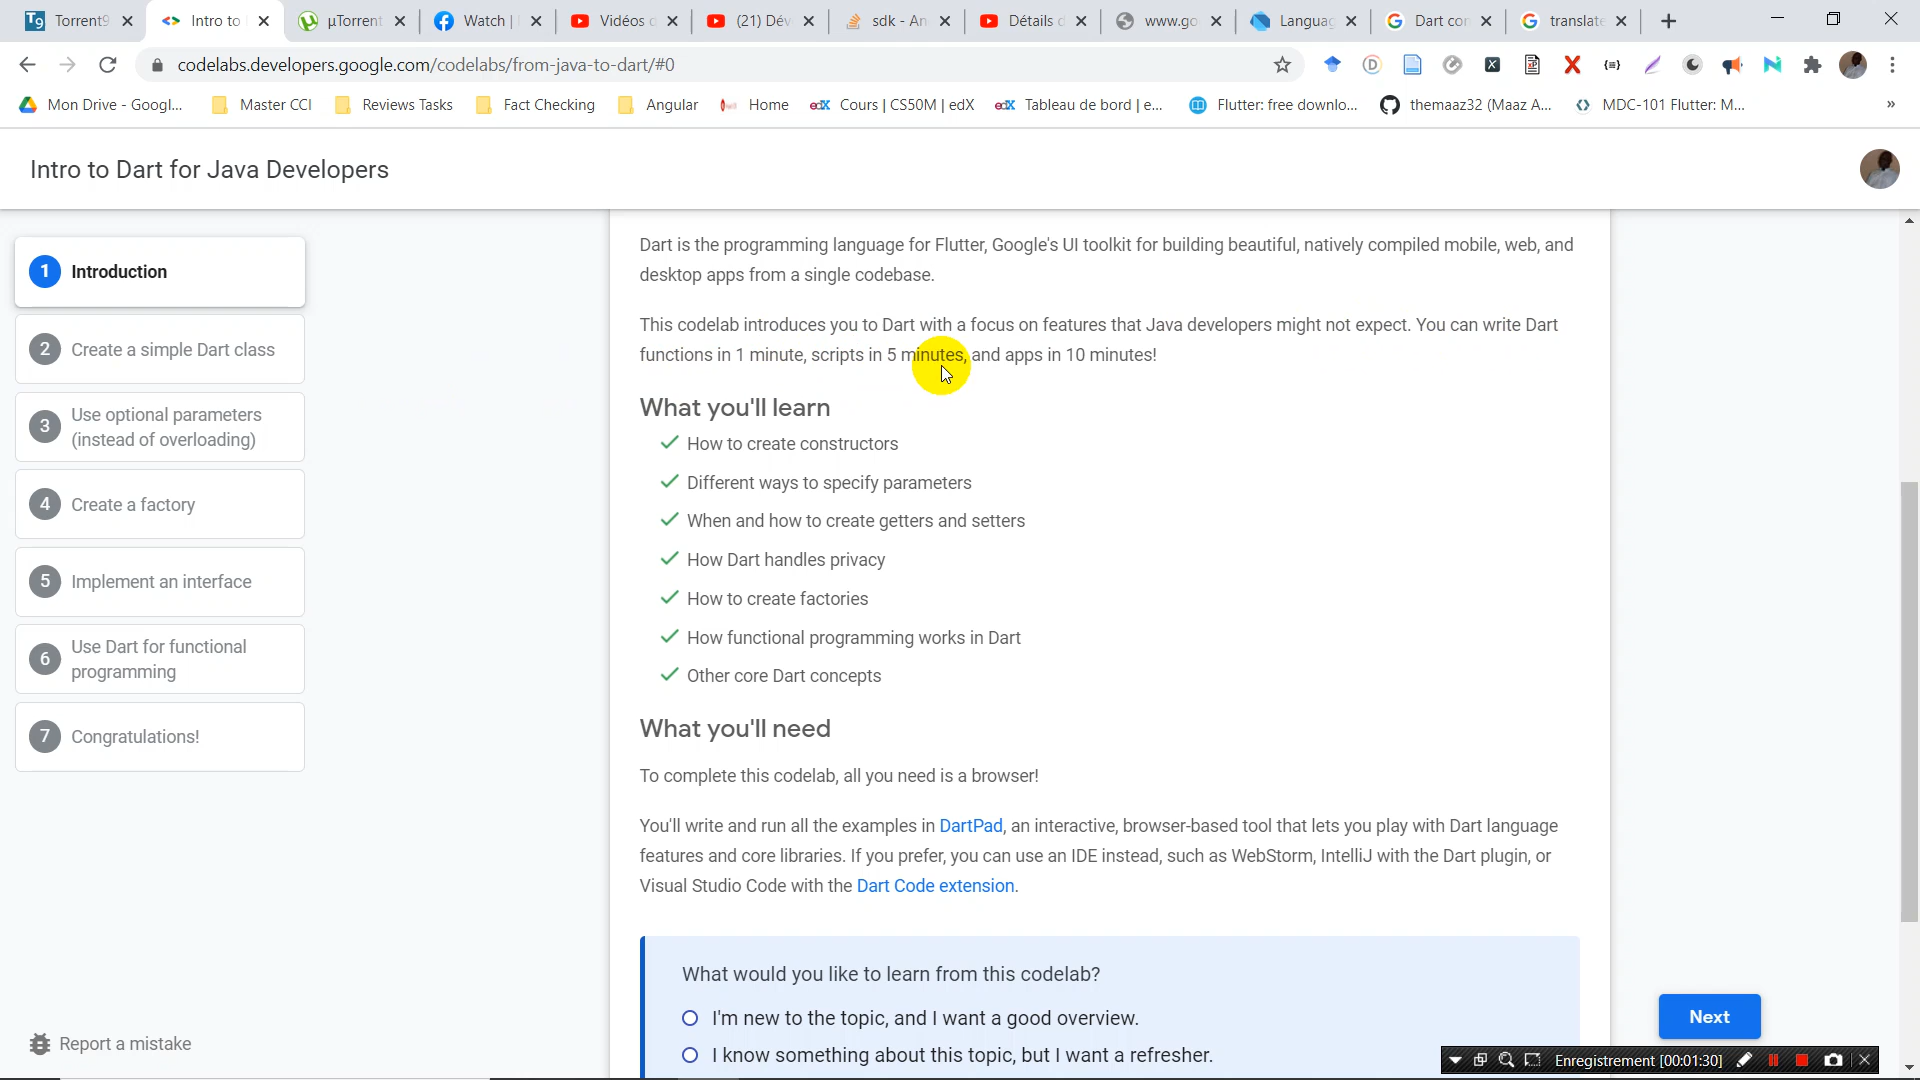 Torrent9
Intro to
µTorrent
Watch |
Vidéos
(21) Dév
sdk - An
Détails d
www.go
Languag
Dart con
translate
codelabs.developers.google.com/codelabs/from-java-to-dart/#0
Mon Drive - Googl...
Master CCI
Reviews Tasks
Fact Checking
Angular
Home
edX Cours | CS50M | edX
edX Tableau de bord | e...
Flutter: free downlo...
themaaz32 (Maaz A...
MDC-101 Flutter: M...
»
Intro to Dart for Java Developers
1 Introduction
2 Create a simple Dart class
3 Use optional parameters
(instead of overloading)
4 Create a factory
5 Implement an interface
6 Use Dart for functional
programming
7 Congratulations!
Report a mistake
Dart is the programming language for Flutter, Google's UI toolkit for building beautiful, natively compiled mobile, web, and
desktop apps from a single codebase.
This codelab introduces you to Dart with a focus on features that Java developers might not expect. You can write Dart
functions in 1 minute, scripts in 5 minutes, and apps in 10 minutes!
What you'll learn
How to create constructors
Different ways to specify parameters
When and how to create getters and setters
How Dart handles privacy
How to create factories
How functional programming works in Dart
Other core Dart concepts
What you'll need
To complete this codelab, all you need is a browser!
You'll write and run all the examples in DartPad, an interactive, browser-based tool that lets you play with Dart language
features and core libraries. If you prefer, you can use an IDE instead, such as WebStorm, IntelliJ with the Dart plugin, or
Visual Studio Code with the Dart Code extension.
What would you like to learn from this codelab?
I'm new to the topic, and I want a good overview.
I know something about this topic, but I want a refresher.
Next
Enregistrement [00:01:30]